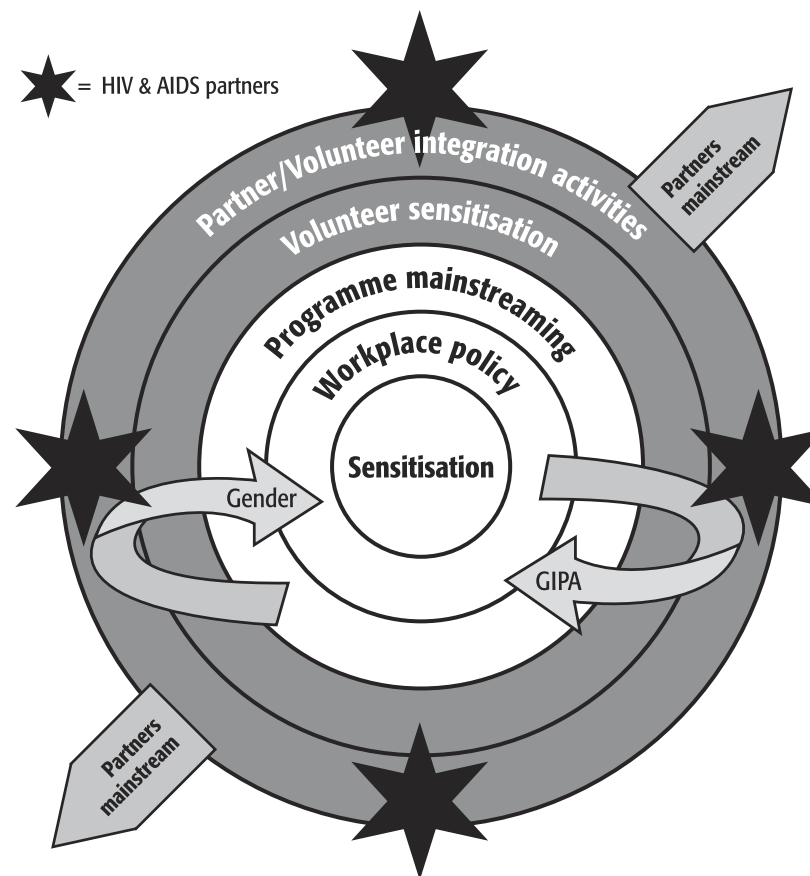 = HIV & AIDS partners
Partners
mainstream
Partner/Volunteer integration activities
Volunteer sensitisation
Programme mainstreaming
Workplace policy
Sensitisation
Gender
GIPA
Partners
mainstream